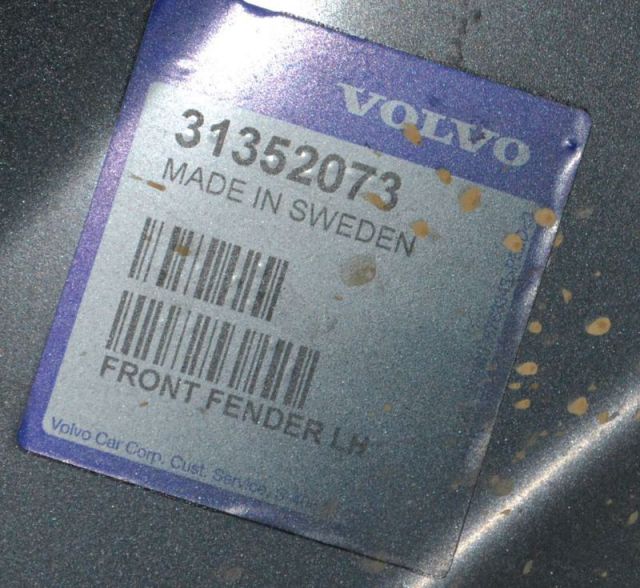 VOLVO
31352073
MADE IN SWEDEN
FRONT FENDER LH
Volvo Car Corp. Cust. Service,